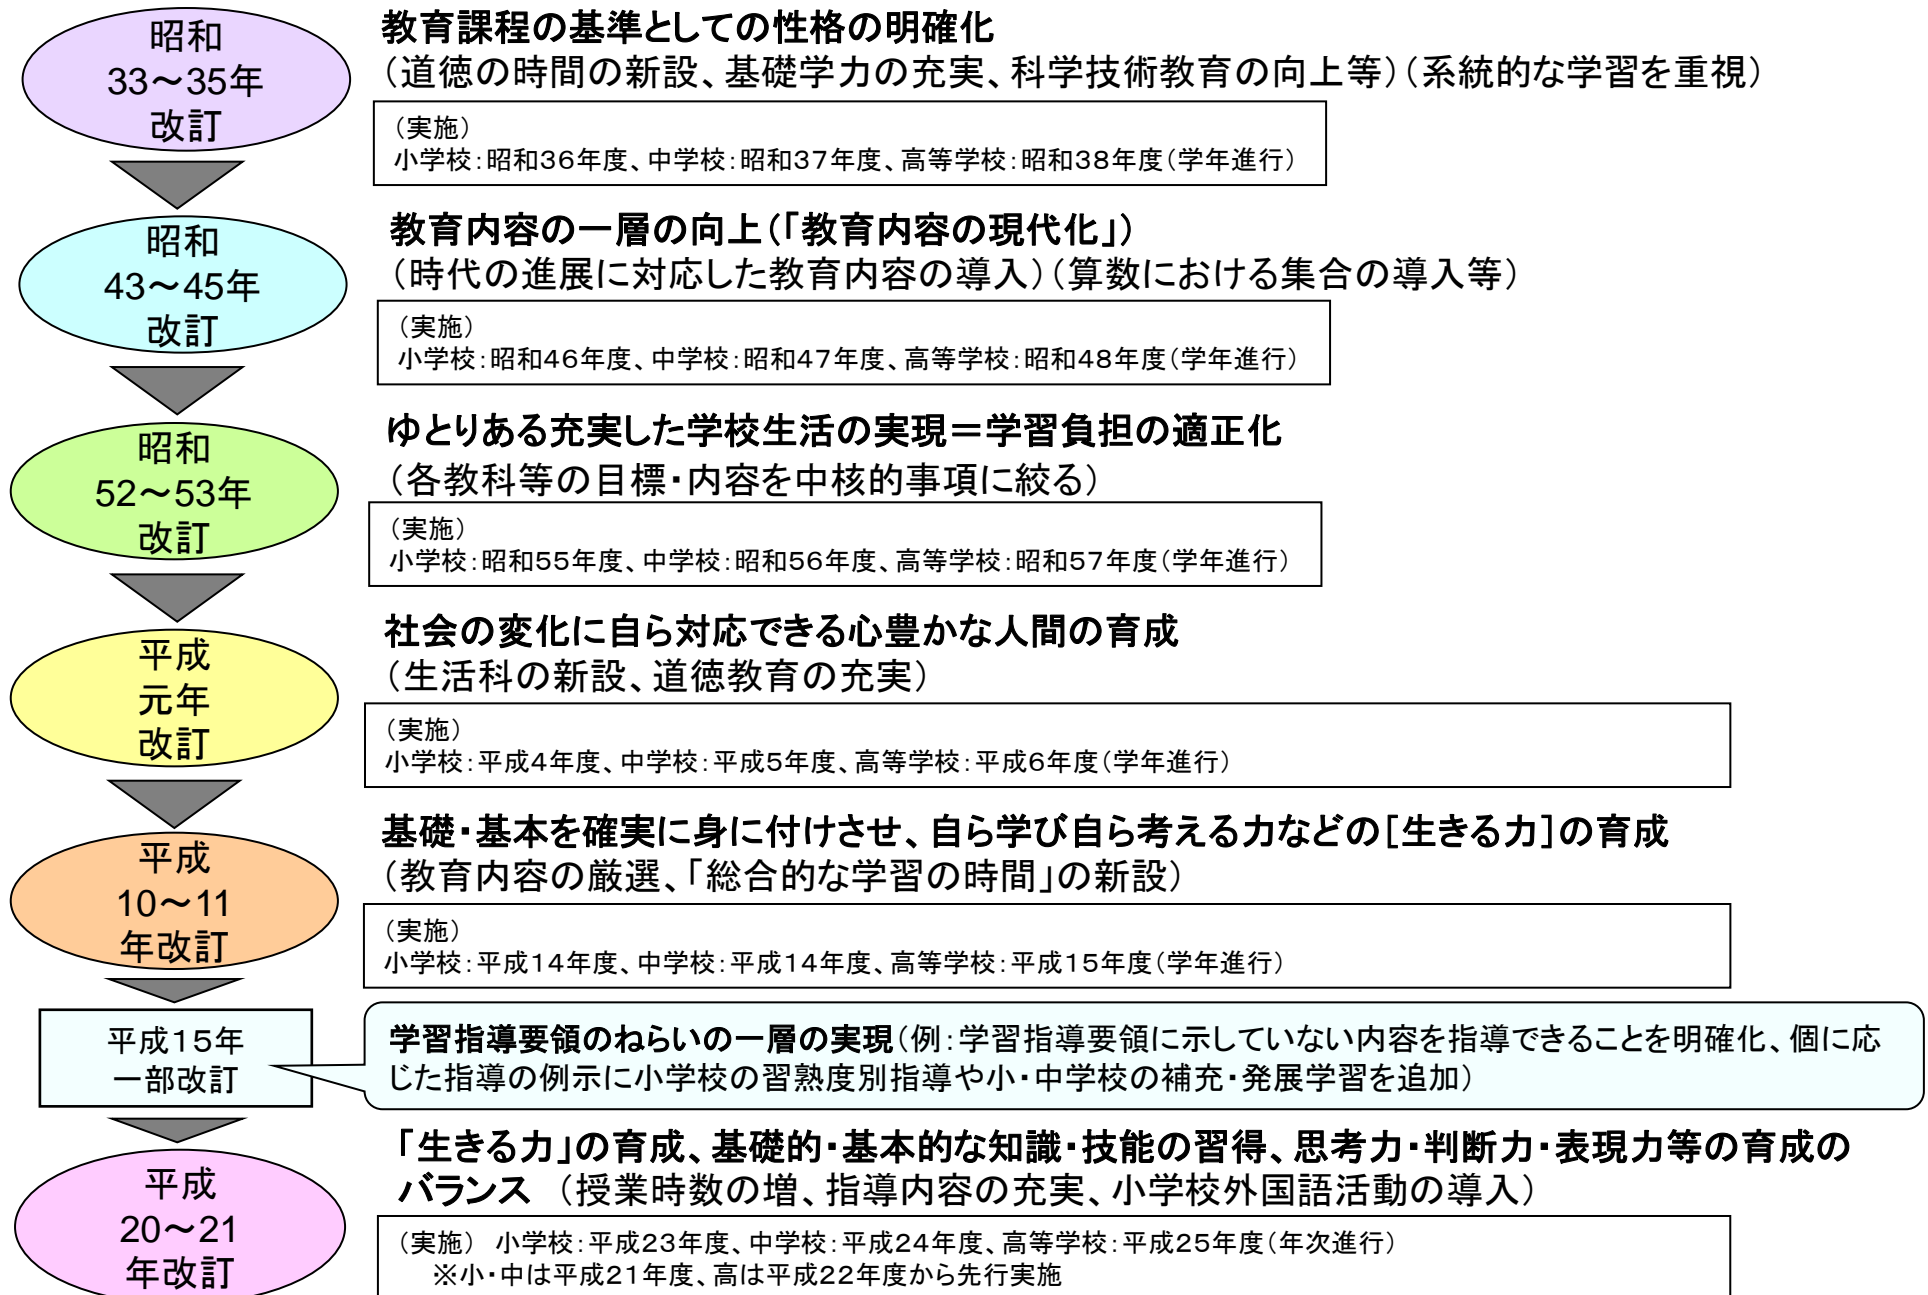 昭和
33～35年
改訂
教育課程の基準としての性格の明確化
（道徳の時間の新設、基礎学力の充実、科学技術教育の向上等）（系統的な学習を重視）
（実施）
小学校：昭和３６年度、中学校：昭和３７年度、高等学校：昭和３８年度（学年進行）
昭和
43～45年
改訂
教育内容の一層の向上（「教育内容の現代化」）
（時代の進展に対応した教育内容の導入）（算数における集合の導入等）
（実施）
小学校：昭和４６年度、中学校：昭和４７年度、高等学校：昭和４８年度（学年進行）
昭和
52～53年
改訂
ゆとりある充実した学校生活の実現＝学習負担の適正化
（各教科等の目標・内容を中核的事項に絞る）
（実施）
小学校：昭和５５年度、中学校：昭和５６年度、高等学校：昭和５７年度（学年進行）
平成
元年
改訂
社会の変化に自ら対応できる心豊かな人間の育成
（生活科の新設、道徳教育の充実）
（実施）
小学校：平成４年度、中学校：平成５年度、高等学校：平成６年度（学年進行）
平成
10～11
年改訂
基礎・基本を確実に身に付けさせ、自ら学び自ら考える力などの［生きる力］の育成
（教育内容の厳選、「総合的な学習の時間」の新設）
（実施）
小学校：平成１４年度、中学校：平成１４年度、高等学校：平成１５年度（学年進行）
平成１５年
一部改訂
学習指導要領のねらいの一層の実現（例：学習指導要領に示していない内容を指導できることを明確化、個に応
じた指導の例示に小学校の習熟度別指導や小・中学校の補充・発展学習を追加）
平成
20～21
年改訂
「生きる力」の育成、基礎的・基本的な知識・技能の習得、思考力・判断力・表現力等の育成の
バランス　（授業時数の増、指導内容の充実、小学校外国語活動の導入）
（実施）　小学校：平成２３年度、中学校：平成２４年度、高等学校：平成２５年度（年次進行）
※小・中は平成２１年度、高は平成２２年度から先行実施